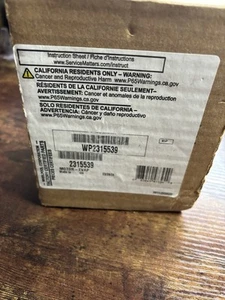 Instruction Sheet / Fiche d'instructions
www.ServiceMatters.com/instruct
CALIFORNIA RESIDENTS ONLY – WARNING:
Cancer and Reproductive Harm www.P65Warnings.ca.gov
RÉSIDENTS DE LA CALIFORNIE SEULEMENT–
AVERTISSEMENT: Cancer et anomalies de la reproduction
www.P65Warnings.ca.gov
SOLO RESIDENTES DE CALIFORNIA –
ADVERTENCIA: Cáncer y daño reproductivo
www.P65Warnings.ca.gov
WP2315539
2315539
MOTOR-EVAP